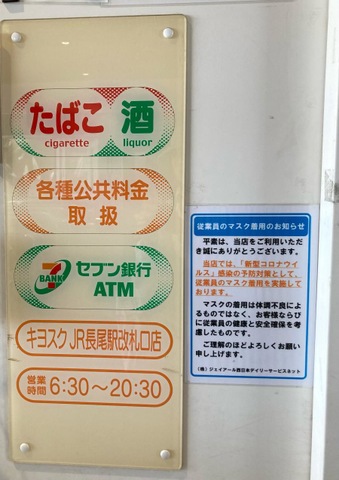 たばこ 酒
cigarette liquor
各種公共料金
取扱
7 BANK セブン銀行
ATM
キヨスク JR長尾駅改札口店
営業時間 6:30〜20:30
従業員のマスク着用のお知らせ
平素は、当店をご利用いただ
き誠にありがとうございます。
当店では、「新型コロナウイ
ルス」感染の予防対策として、
従業員のマスク着用を実施して
おります。
マスクの着用は体調不良によ
るものではなく、お客様ならび
に従業員の健康と安全確保を考
慮したものです。
ご理解のほどよろしくお願い
申し上げます。
(株)ジェイアール西日本デイリーサービスネット